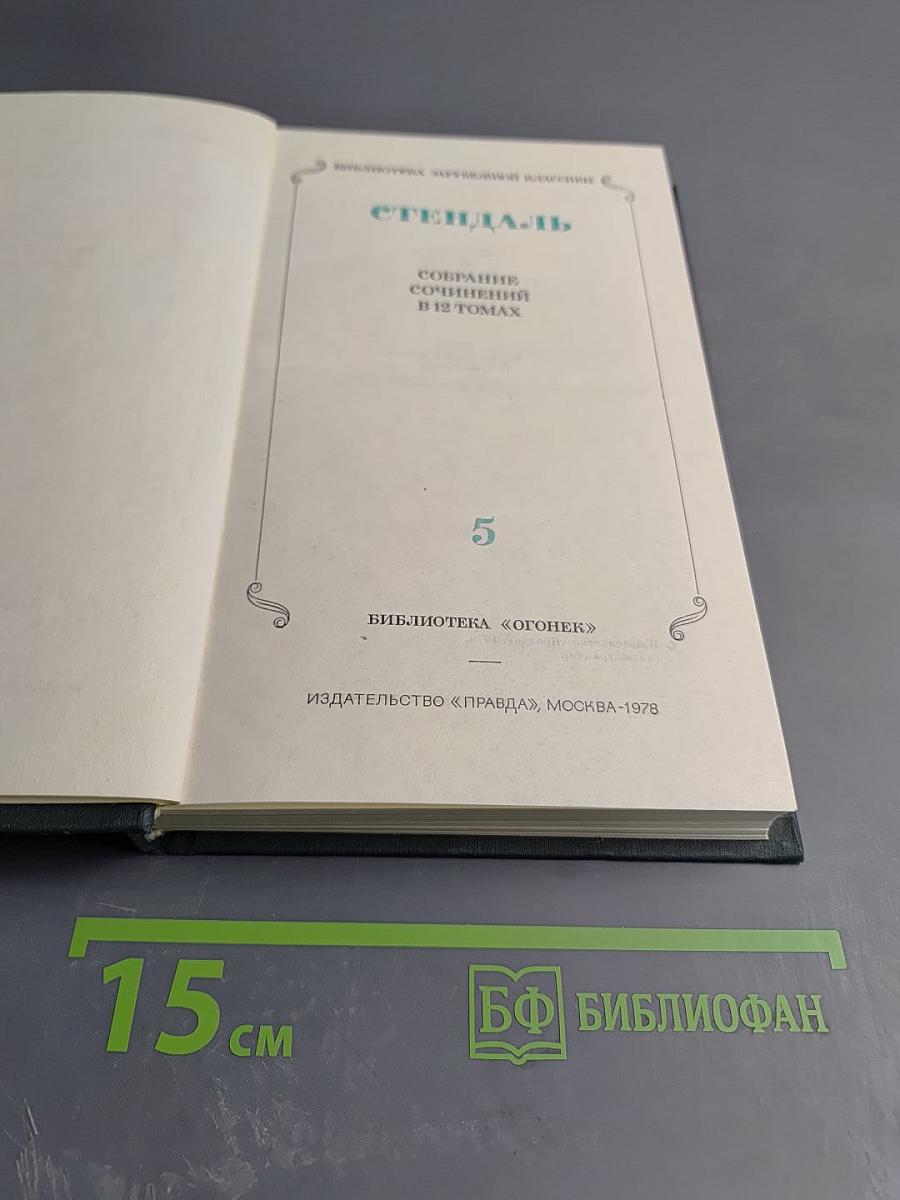 БИБЛИОТЕКА ЗАРУБЕЖНОЙ КЛАССИКИ
СТЕНДАЛЬ
СОБРАНИЕ
СОЧИНЕНИЙ
В 12 ТОМАХ
5
БИБЛИОТЕКА «ОГОНЕК»
ИЗДАТЕЛЬСТВО «ПРАВДА», МОСКВА-1978
15 см
БФ БИБЛИОФАН